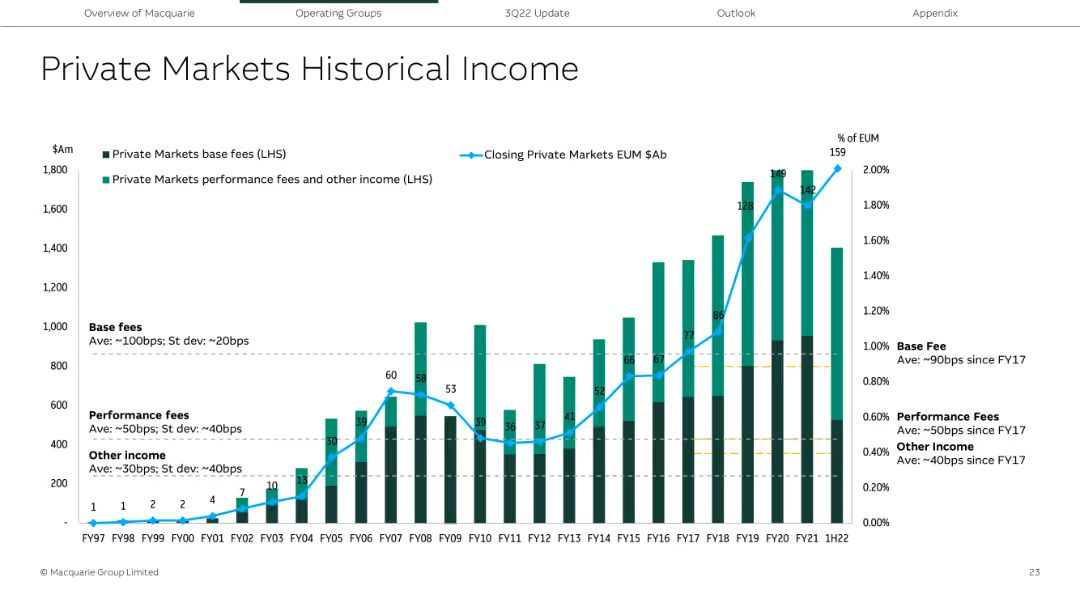 Overview of Macquarie
Operating Groups
3Q22 Update
Outlook
Appendix
Private Markets Historical Income
$Am
% of EUM
Private Markets base fees (LHS)
Closing Private Markets EUM $Ab
Private Markets performance fees and other income (LHS)
1,800
1,600
1,400
1,200
1,000
800
600
400
200
-
2.00%
1.80%
1.60%
1.40%
1.20%
1.00%
0.80%
0.60%
0.40%
0.20%
0.00%
Base fees
Ave: ~100bps; St dev: ~20bps
Performance fees
Ave: ~50bps; St dev: ~40bps
Other income
Ave: ~30bps; St dev: ~40bps
1
1
2
2
4
7
10
13
30
39
60
58
53
39
36
37
41
52
66
67
77
86
128
149
142
159
Base Fee
Ave: ~90bps since FY17
Performance Fees
Ave: ~50bps since FY17
Other Income
Ave: ~40bps since FY17
FY97 FY98 FY99 FY00 FY01 FY02 FY03 FY04 FY05 FY06 FY07 FY08 FY09 FY10 FY11 FY12 FY13 FY14 FY15 FY16 FY17 FY18 FY19 FY20 FY21 1H22
© Macquarie Group Limited
23